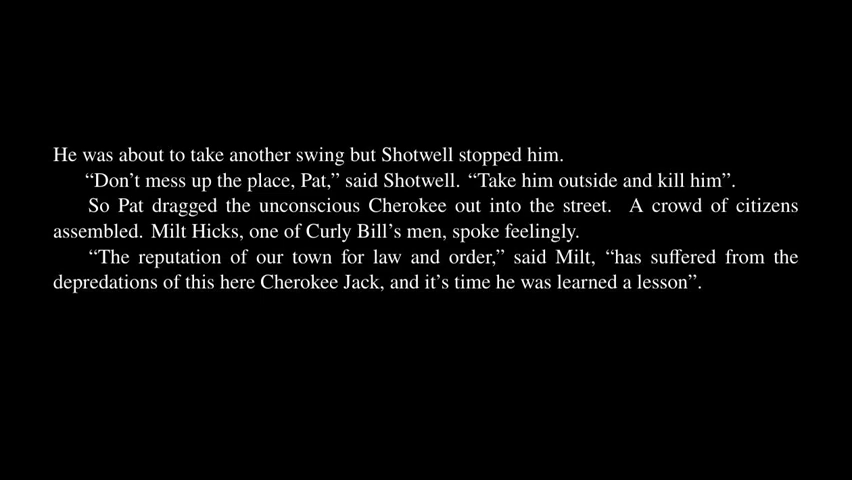 He was about to take another swing but Shotwell stopped him.
“Don’t mess up the place, Pat,” said Shotwell. “Take him outside and kill him”.
So Pat dragged the unconscious Cherokee out into the street. A crowd of citizens
assembled. Milt Hicks, one of Curly Bill’s men, spoke feelingly.
“The reputation of our town for law and order,” said Milt, “has suffered from the
depredations of this here Cherokee Jack, and it’s time he was learned a lesson”.